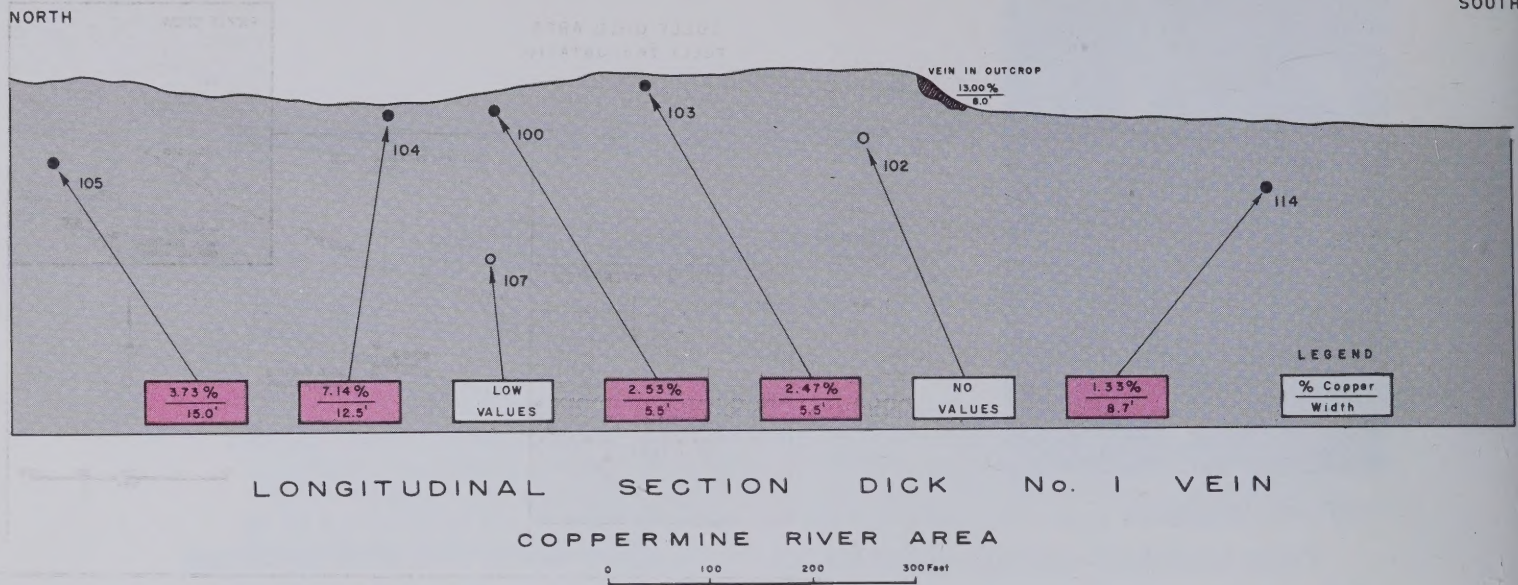 NORTH
SOUTH
VEIN IN OUTCROP
13.00 %
8.0'
103
100
104
102
105
114
107
3.73 %
15.0'
7.14 %
12.5'
LOW
VALUES
2.53 %
5.5'
2.47 %
5.5'
NO
VALUES
1.33 %
8.7'
LEGEND
% Copper
Width
LONGITUDINAL SECTION DICK No. 1 VEIN
COPPERMINE RIVER AREA
0 100 200 300 Feet